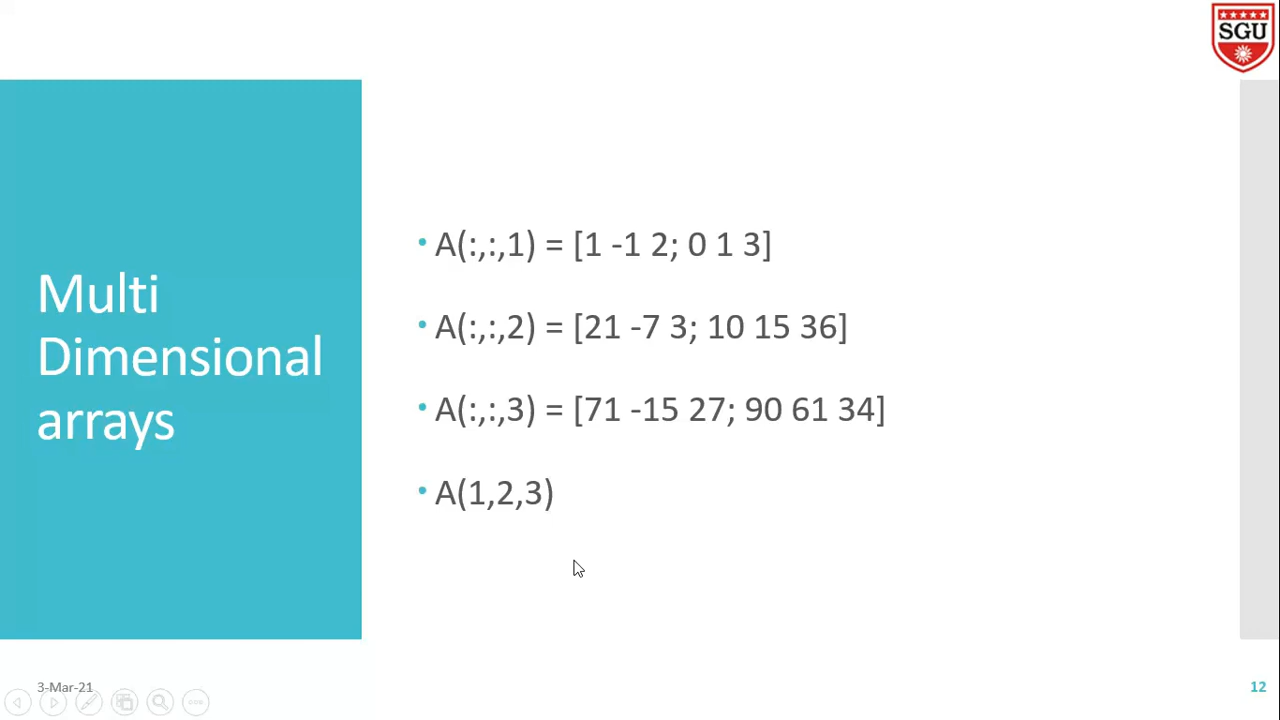 SGU
Multi
Dimensional
arrays
• A(:,:,1) = [1 -1 2; 0 1 3]
• A(:,:,2) = [21 -7 3; 10 15 36]
• A(:,:,3) = [71 -15 27; 90 61 34]
• A(1,2,3)
3-Mar-21
12